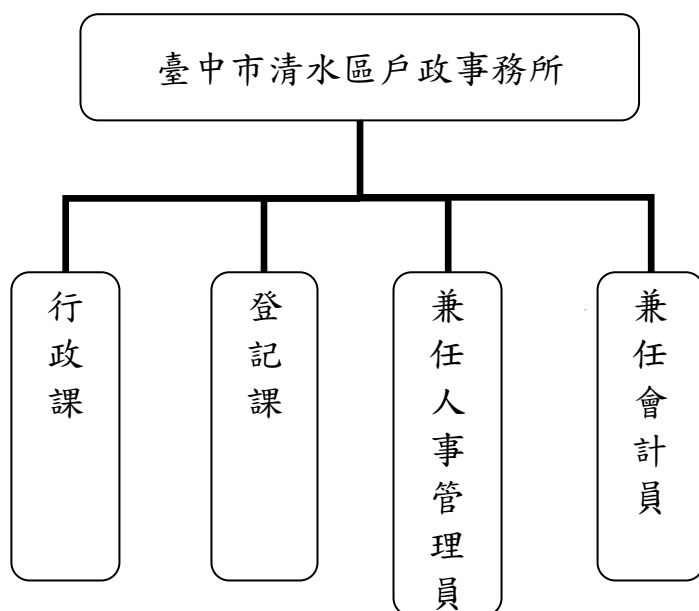 臺中市清水區戶政事務所
行政課
登記課
兼任人事管理員
兼任會計員